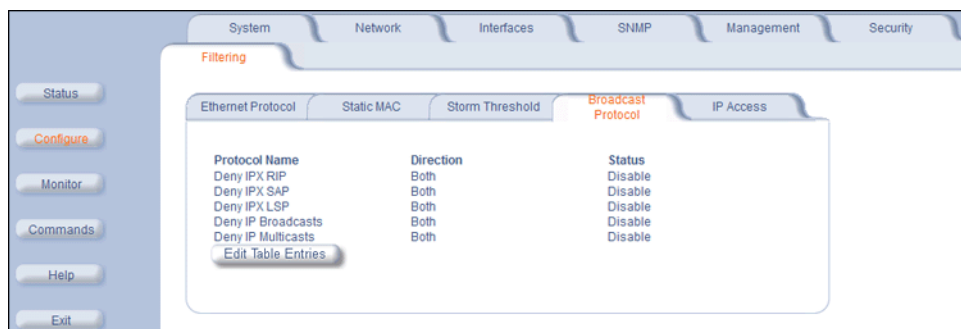 System Network Interfaces SNMP Management Security
Filtering
Status
Configure
Monitor
Commands
Help
Exit
Ethernet Protocol Static MAC Storm Threshold Broadcast Protocol IP Access
Protocol Name Direction Status
Deny IPX RIP Both Disable
Deny IPX SAP Both Disable
Deny IPX LSP Both Disable
Deny IP Broadcasts Both Disable
Deny IP Multicasts Both Disable
Edit Table Entries